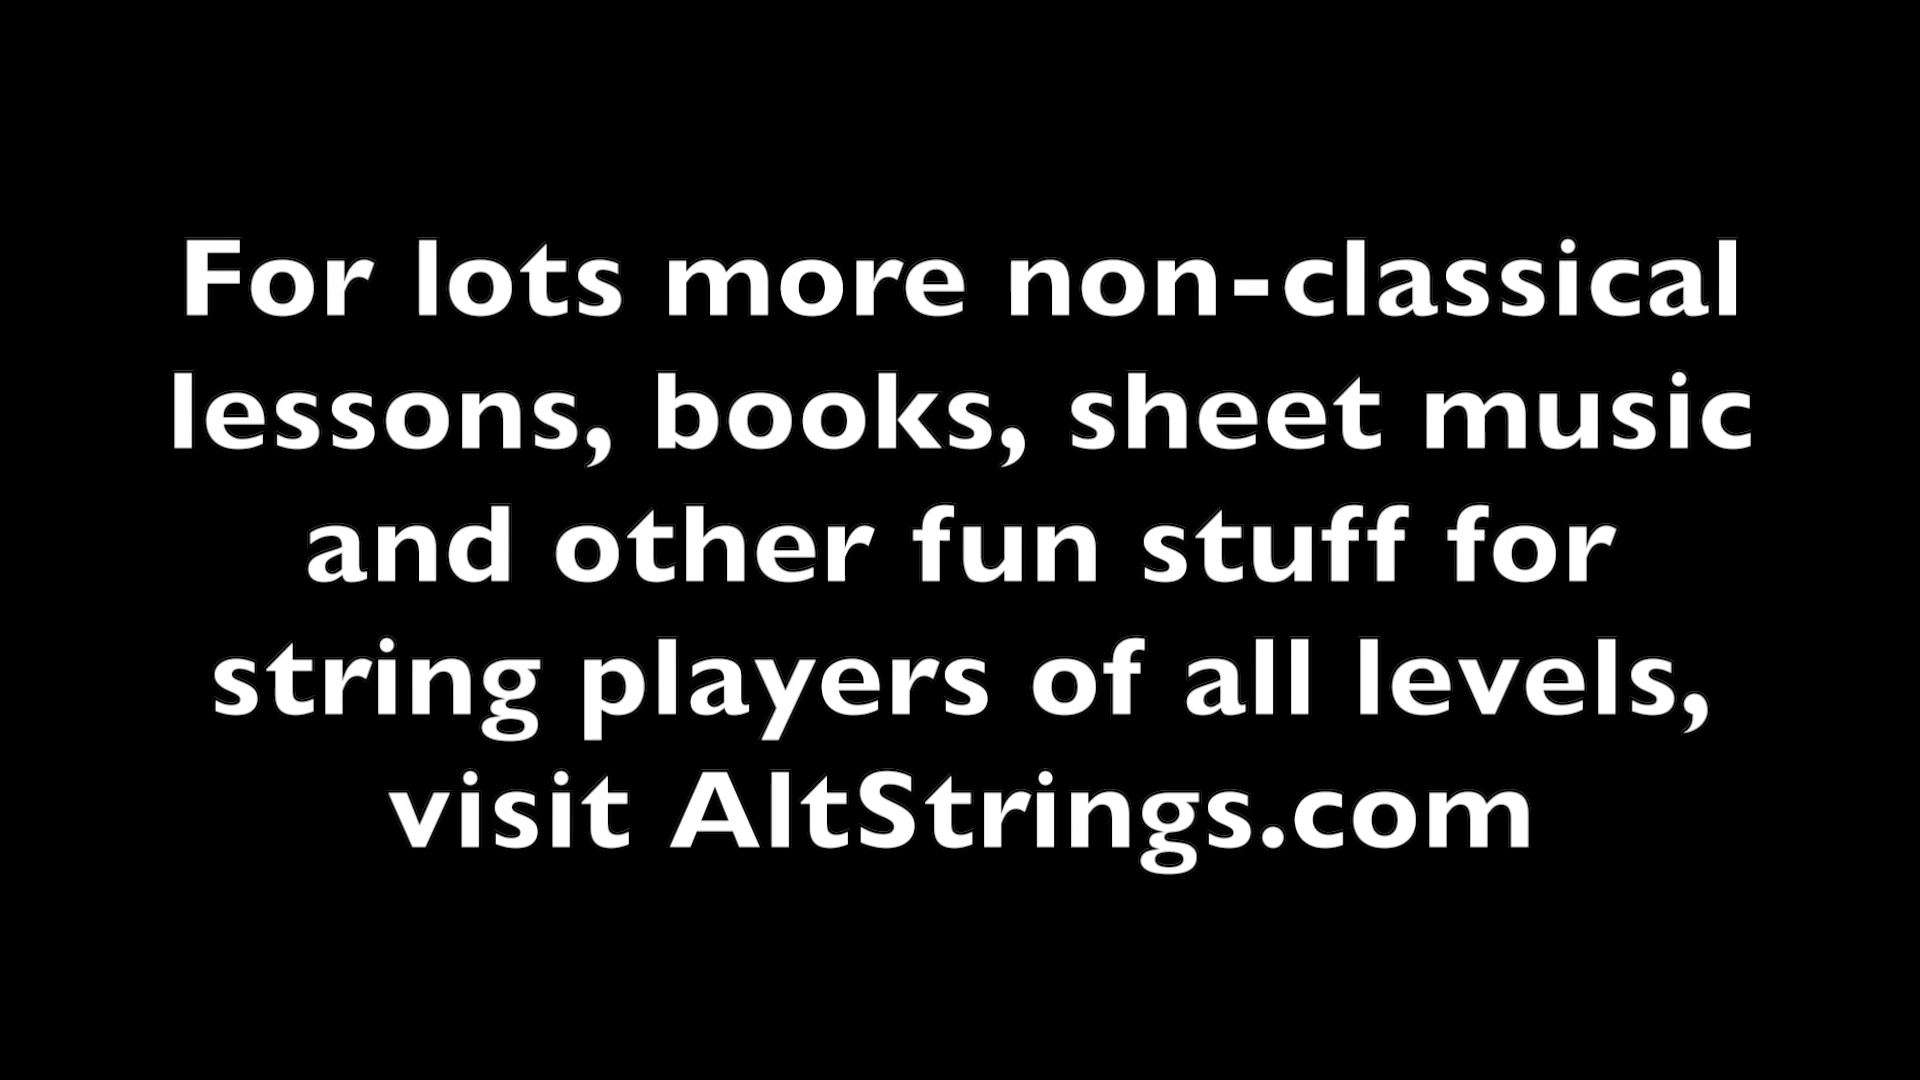 For lots more non-classical
lessons, books, sheet music
and other fun stuff for
string players of all levels,
visit AltStrings.com